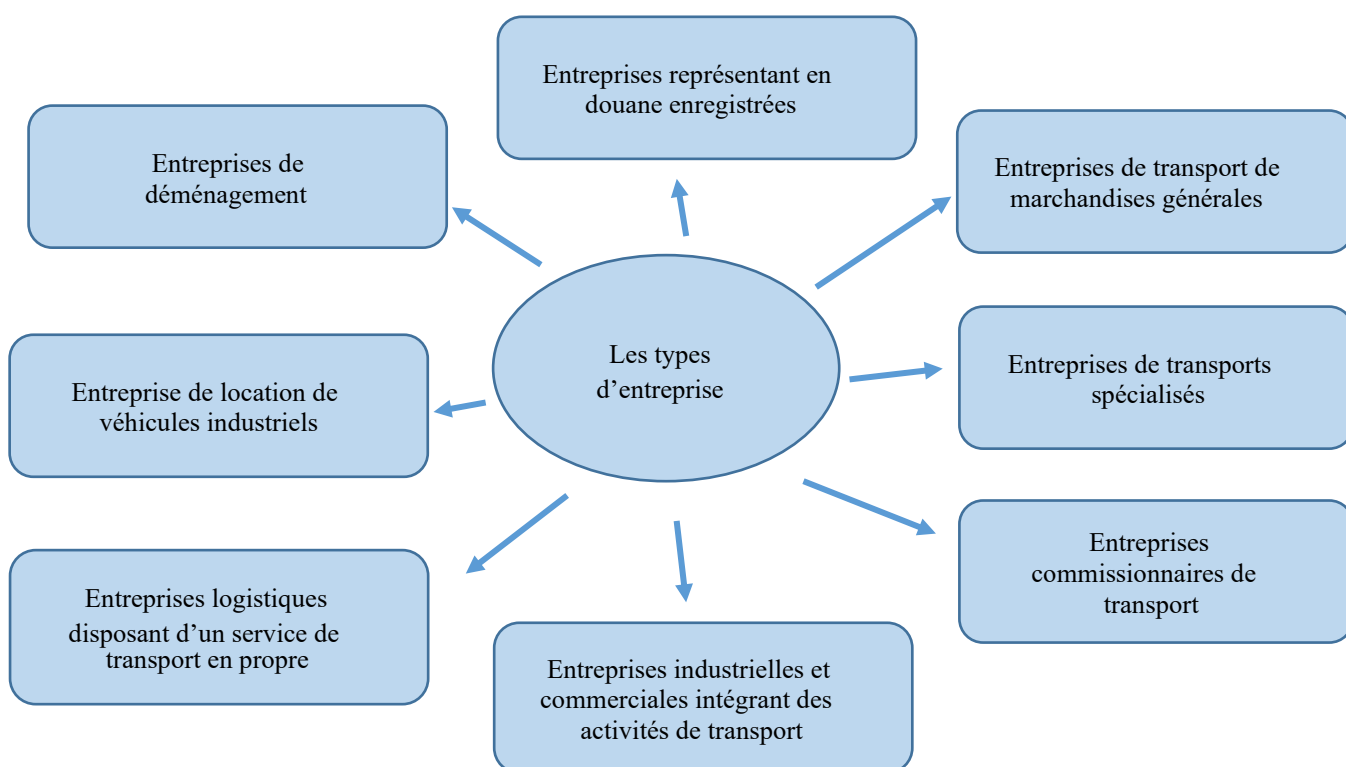 Entreprises représentant en
douane enregistrées
Entreprises de
déménagement
Entreprises de transport de
marchandises générales
Les types
d’entreprise
Entreprises de transports
spécialisés
Entreprise de location de
véhicules industriels
Entreprises
commissionnaires de
transport
Entreprises logistiques
disposant d’un service de
transport en propre
Entreprises industrielles et
commerciales intégrant des
activités de transport